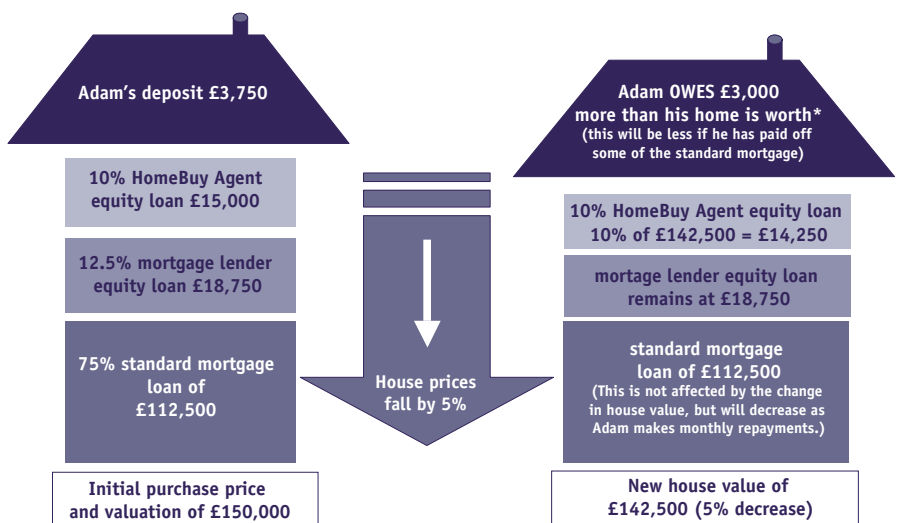 Adam's deposit £3,750
10% HomeBuy Agent
equity loan £15,000
12.5% mortgage lender
equity loan £18,750
75% standard mortgage
loan of
£112,500
Initial purchase price
and valuation of £150,000
House prices
fall by 5%
Adam OWES £3,000
more than his home is worth*
(this will be less if he has paid off
some of the standard mortgage)
10% HomeBuy Agent equity loan
10% of £142,500 = £14,250
mortage lender equity loan
remains at £18,750
standard mortgage
loan of £112,500
(This is not affected by the change
in house value, but will decrease as
Adam makes monthly repayments.)
New house value of
£142,500 (5% decrease)